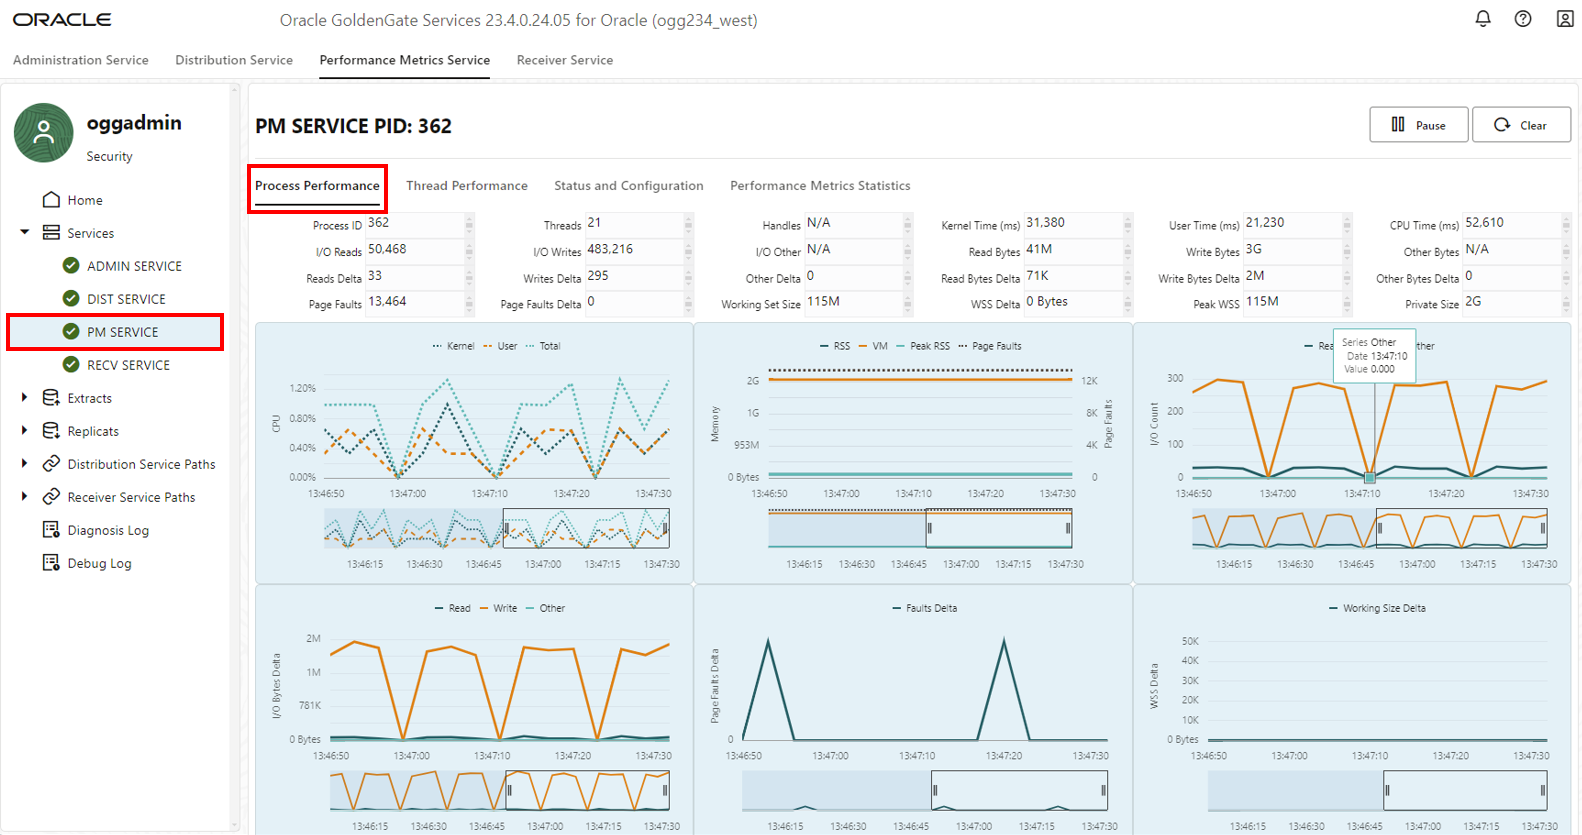 ORACLE
Oracle GoldenGate Services 23.4.0.24.05 for Oracle (ogg234_west)
Administration Service
Distribution Service
Performance Metrics Service
Receiver Service
oggadmin
Security
Home
Services
ADMIN SERVICE
DIST SERVICE
PM SERVICE
RECV SERVICE
Extracts
Replicats
Distribution Service Paths
Receiver Service Paths
Diagnosis Log
Debug Log
PM SERVICE PID: 362
Pause
Clear
Process Performance
Thread Performance
Status and Configuration
Performance Metrics Statistics
Process ID 362
Threads 21
Handles N/A
Kernel Time (ms) 31,380
User Time (ms) 21,230
CPU Time (ms) 52,610
I/O Reads 50,468
I/O Writes 483,216
I/O Other N/A
Read Bytes 41M
Write Bytes 3G
Other Bytes N/A
Reads Delta 33
Writes Delta 295
Other Delta 0
Read Bytes Delta 71K
Write Bytes Delta 2M
Other Bytes Delta 0
Page Faults 13,464
Page Faults Delta 0
Working Set Size 115M
WSS Delta 0 Bytes
Peak WSS 115M
Private Size 2G
Kernel User Total
CPU
1.20%
0.80%
0.40%
0.00%
13:46:50 13:47:00 13:47:10 13:47:20 13:47:30
13:46:15 13:46:30 13:46:45 13:47:00 13:47:15 13:47:30
RSS VM Peak RSS Page Faults
Memory
2G
1G
953M
0 Bytes
12K
8K
4K
0
Page Faults
13:46:50 13:47:00 13:47:10 13:47:20 13:47:30
13:46:15 13:46:30 13:46:45 13:47:00 13:47:15 13:47:30
Series Other
Date 13:47:10
Value 0.000
I/O Count
300
200
100
0
13:46:50 13:47:00 13:47:10 13:47:20 13:47:30
13:46:15 13:46:30 13:46:45 13:47:00 13:47:15 13:47:30
Read Write Other
I/O Bytes Delta
2M
1M
781K
0 Bytes
13:46:50 13:47:00 13:47:10 13:47:20 13:47:30
13:46:15 13:46:30 13:46:45 13:47:00 13:47:15 13:47:30
Faults Delta
Page Faults Delta
0
13:46:50 13:47:00 13:47:10 13:47:20 13:47:30
13:46:15 13:46:30 13:46:45 13:47:00 13:47:15 13:47:30
Working Size Delta
WSS Delta
50K
40K
30K
20K
10K
0 Bytes
13:46:50 13:47:00 13:47:10 13:47:20 13:47:30
13:46:15 13:46:30 13:46:45 13:47:00 13:47:15 13:47:30